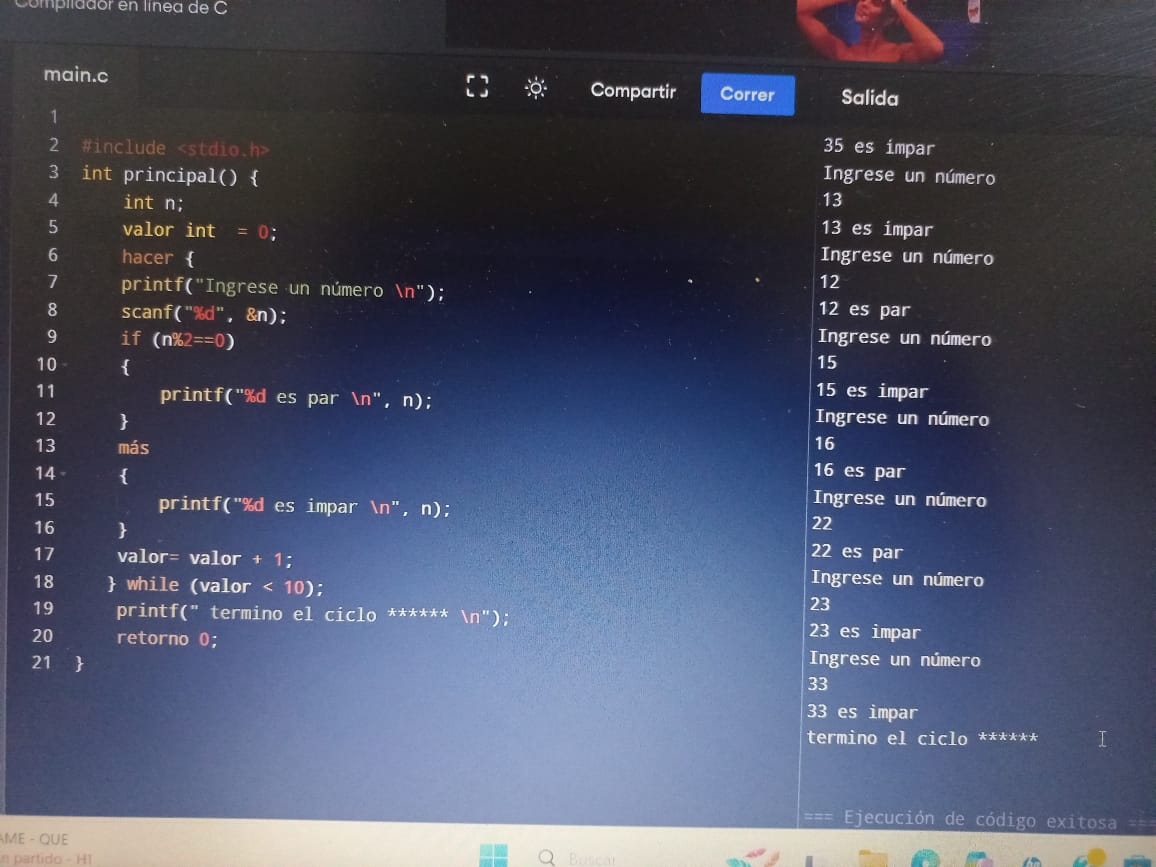 Compilador en línea de C
main.c
Compartir
Correr
Salida
1
2 #include <stdio.h>
3 int principal() {
4 int n;
5 valor int = 0;
6 hacer {
7 printf("Ingrese un número \n");
8 scanf("%d", &n);
9 if (n%2==0)
10 {
11 printf("%d es par \n", n);
12 }
13 más
14 {
15 printf("%d es impar \n", n);
16 }
17 valor= valor + 1;
18 } while (valor < 10);
19 printf(" termino el ciclo ****** \n");
20 retorno 0;
21 }
35 es impar
Ingrese un número
13
13 es impar
Ingrese un número
12
12 es par
Ingrese un número
15
15 es impar
Ingrese un número
16
16 es par
Ingrese un número
22
22 es par
Ingrese un número
23
23 es impar
Ingrese un número
33
33 es impar
termino el ciclo ******
=== Ejecución de código exitosa ===
AME - QUE
n partido - H1
Buscar